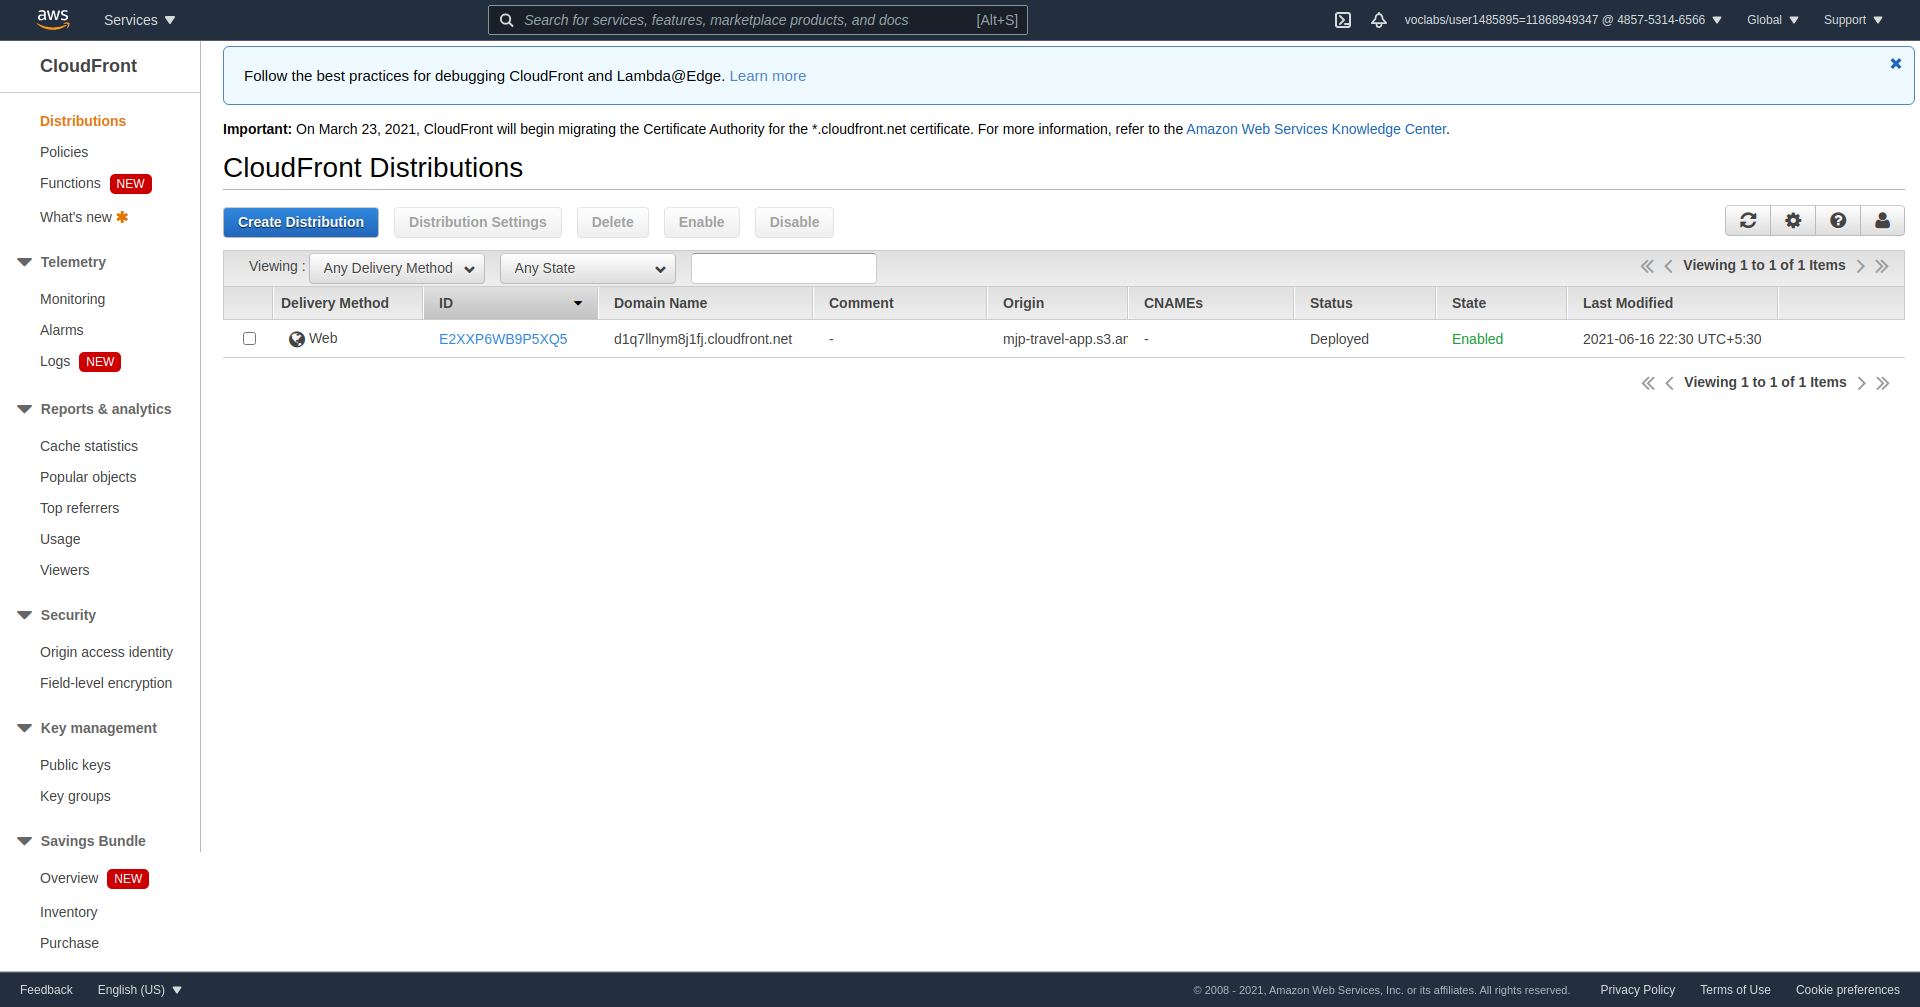 aws Services Search for services, features, marketplace products, and docs [Alt+S] voclabs/user1485895=11868949347 @ 4857-5314-6566 Global Support
CloudFront
Distributions
Policies
Functions NEW
What's new
Telemetry
Monitoring
Alarms
Logs NEW
Reports & analytics
Cache statistics
Popular objects
Top referrers
Usage
Viewers
Security
Origin access identity
Field-level encryption
Key management
Public keys
Key groups
Savings Bundle
Overview NEW
Inventory
Purchase
Follow the best practices for debugging CloudFront and Lambda@Edge. Learn more
Important: On March 23, 2021, CloudFront will begin migrating the Certificate Authority for the *.cloudfront.net certificate. For more information, refer to the Amazon Web Services Knowledge Center.
CloudFront Distributions
Create Distribution Distribution Settings Delete Enable Disable
Viewing : Any Delivery Method Any State Viewing 1 to 1 of 1 Items
Delivery Method ID Domain Name Comment Origin CNAMEs Status State Last Modified
Web E2XXP6WB9P5XQ5 d1q7llnym8j1fj.cloudfront.net - mjp-travel-app.s3.ar - Deployed Enabled 2021-06-16 22:30 UTC+5:30
Viewing 1 to 1 of 1 Items
Feedback English (US) © 2008 - 2021, Amazon Web Services, Inc. or its affiliates. All rights reserved. Privacy Policy Terms of Use Cookie preferences